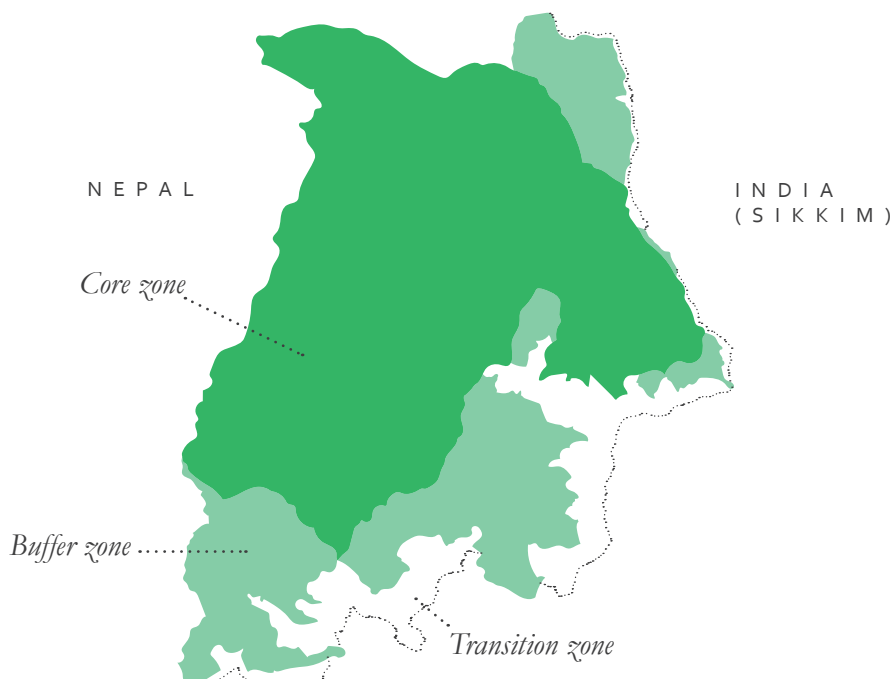 NEPAL
INDIA
(SIKKIM)
Core zone
Buffer zone
Transition zone